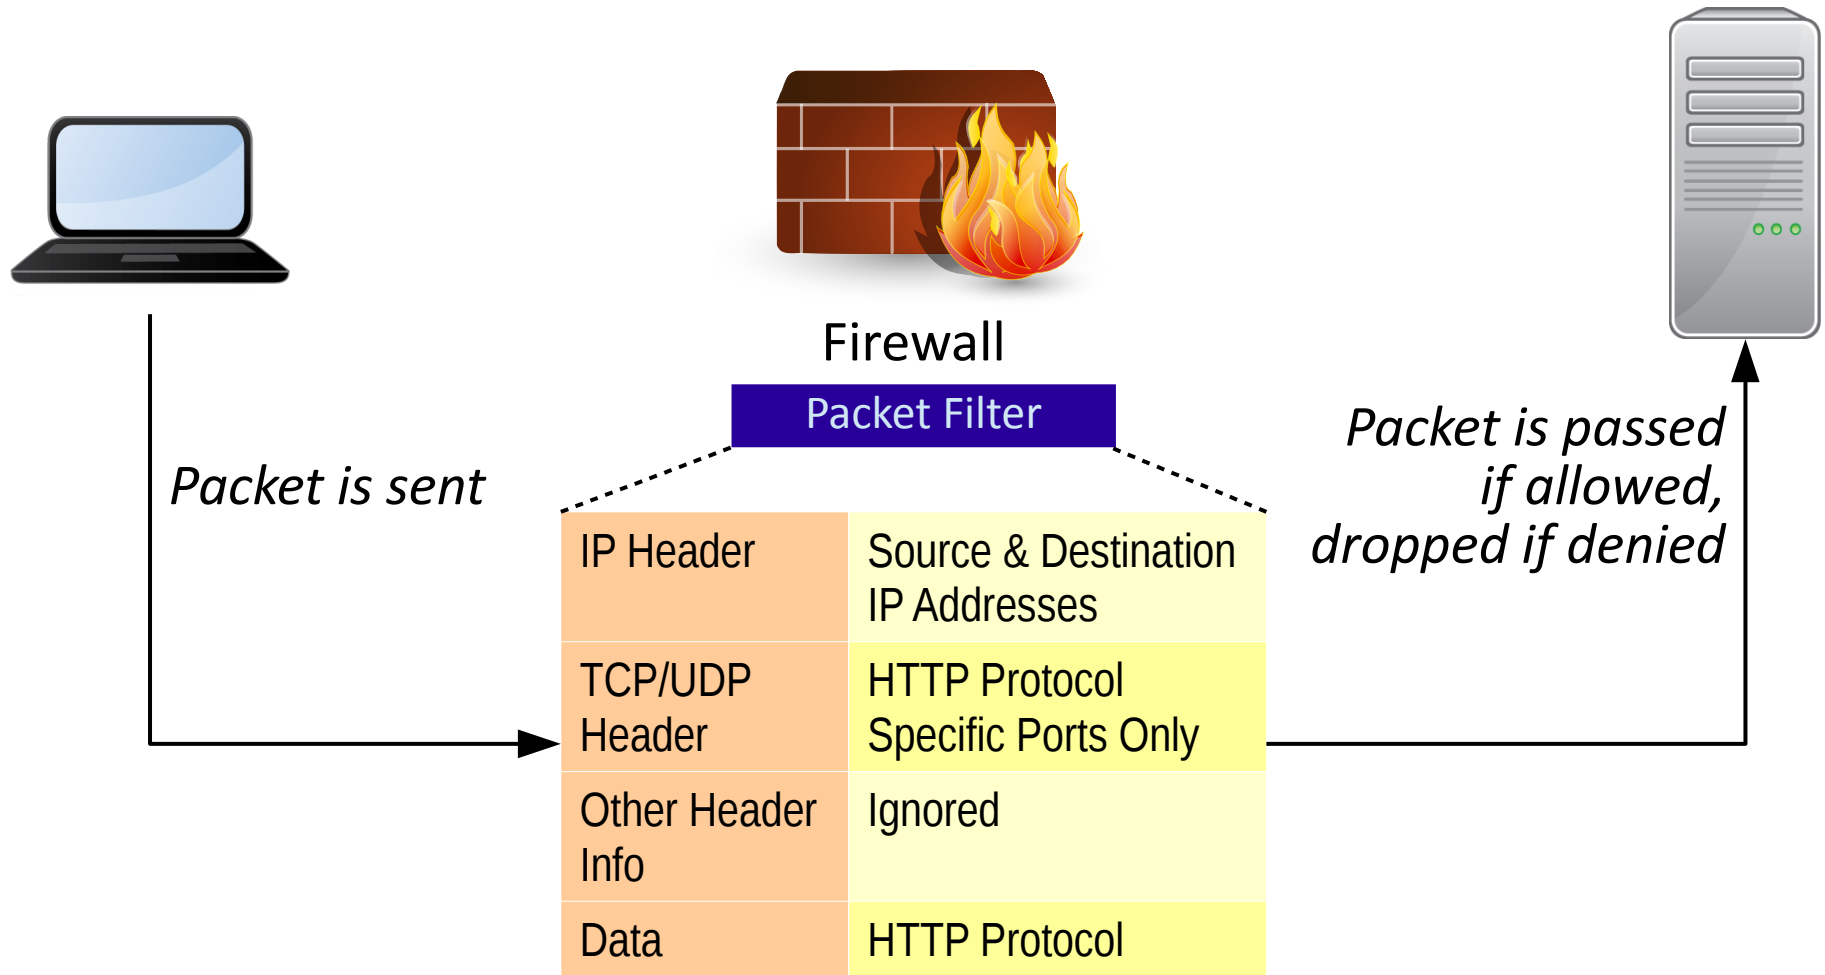 Firewall
Packet Filter
Packet is sent
Packet is passed
if allowed,
dropped if denied
IP Header
Source & Destination
IP Addresses
TCP/UDP
Header
HTTP Protocol
Specific Ports Only
Other Header
Info
Ignored
Data
HTTP Protocol